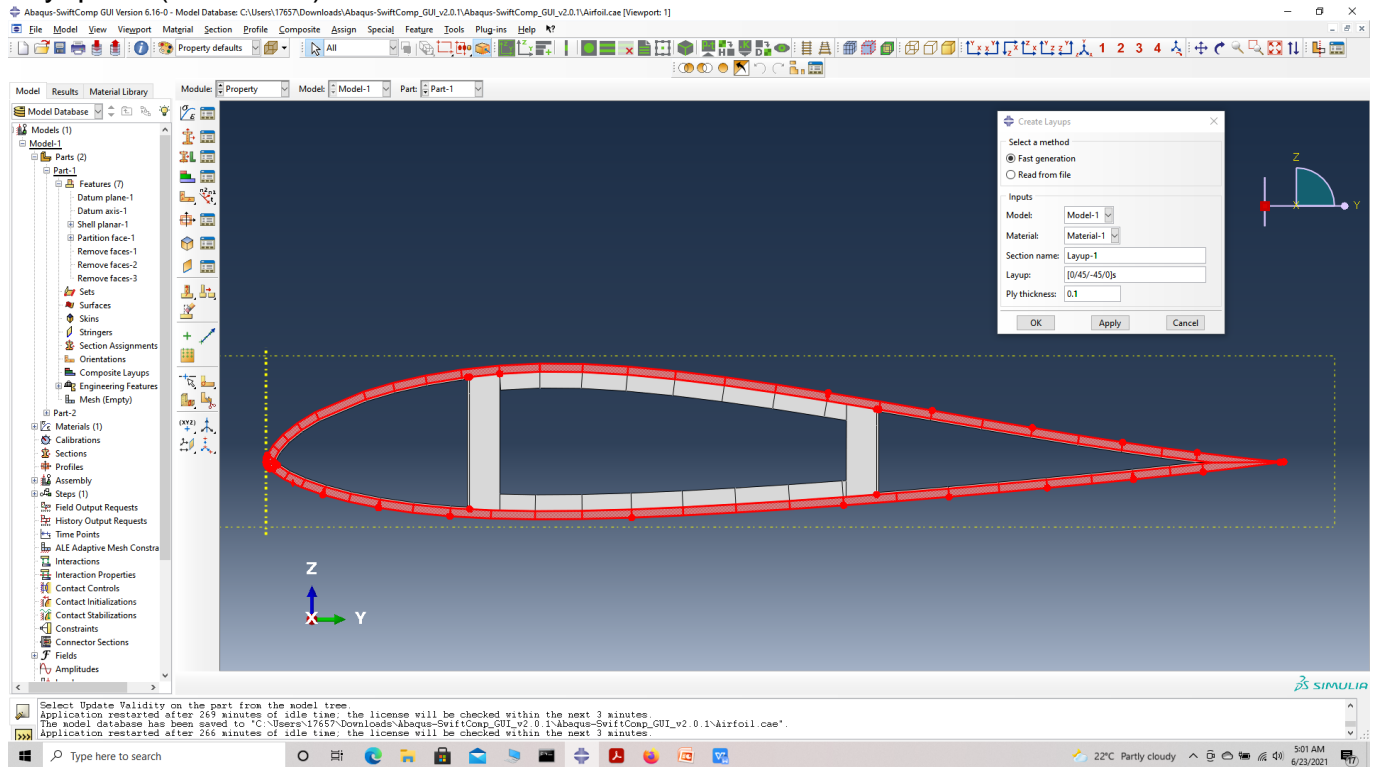 Abaqus-SwiftComp GUI Version 6.16-0 - Model Database: C:\Users\17657\Downloads\Abaqus-SwiftComp_GUI_v2.0.1\Abaqus-SwiftComp_GUI_v2.0.1\Airfoil.cae [Viewport: 1]
File Model View Viewport Material Section Profile Composite Assign Special Feature Tools Plug-ins Help
Property defaults All 1 2 3 4
Model Results Material Library Module: Property Model: Model-1 Part: Part-1
Model Database
Models (1)
Model-1
Parts (2)
Part-1
Features (7)
Datum plane-1
Datum axis-1
Shell planar-1
Partition face-1
Remove faces-1
Remove faces-2
Remove faces-3
Sets
Surfaces
Skins
Stringers
Section Assignments
Orientations
Composite Layups
Engineering Features
Mesh (Empty)
Part-2
Materials (1)
Calibrations
Sections
Profiles
Assembly
Steps (1)
Field Output Requests
History Output Requests
Time Points
ALE Adaptive Mesh Constra
Interactions
Interaction Properties
Contact Controls
Contact Initializations
Contact Stabilizations
Constraints
Connector Sections
Fields
Amplitudes
Create Layups
Select a method
Fast generation
Read from file
Inputs
Model: Model-1
Material: Material-1
Section name: Layup-1
Layup: [0/45/-45/0]s
Ply thickness: 0.1
OK Apply Cancel
Z
X Y
Z
X Y
SIMULIA
Select Update Validity on the part from the model tree.
Application restarted after 269 minutes of idle time; the license will be checked within the next 3 minutes.
The model database has been saved to "C:\Users\17657\Downloads\Abaqus-SwiftComp_GUI_v2.0.1\Abaqus-SwiftComp_GUI_v2.0.1\Airfoil.cae".
Application restarted after 266 minutes of idle time; the license will be checked within the next 3 minutes.
Type here to search
22°C Partly cloudy
5:01 AM
6/23/2021